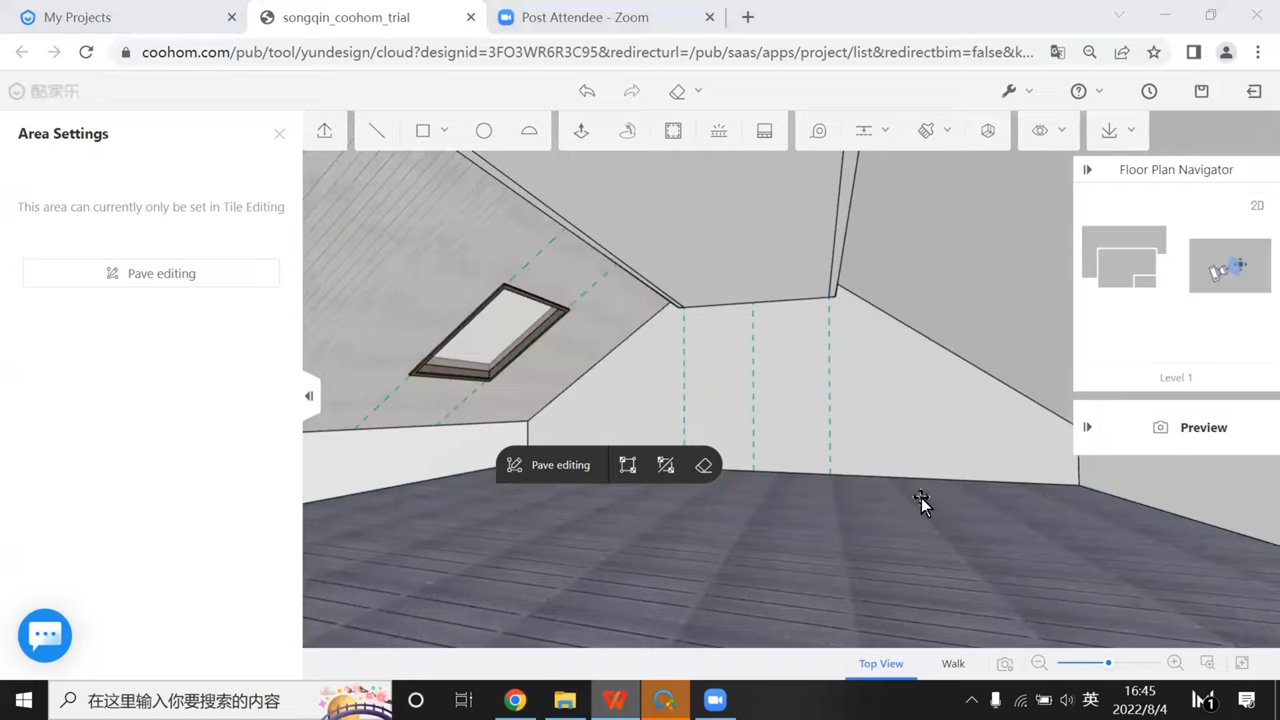 My Projects
songqin_coohom_trial
Post Attendee - Zoom
coohom.com/pub/tool/yundesign/cloud?designid=3FO3WR6R3C95&redirecturl=/pub/saas/apps/project/list&redirectbim=false&k...
酷家乐
Area Settings
This area can currently only be set in Tile Editing
Pave editing
Floor Plan Navigator
2D
Level 1
Preview
Pave editing
Top View
Walk
在这里输入你要搜索的内容
英
16:45
2022/8/4
1